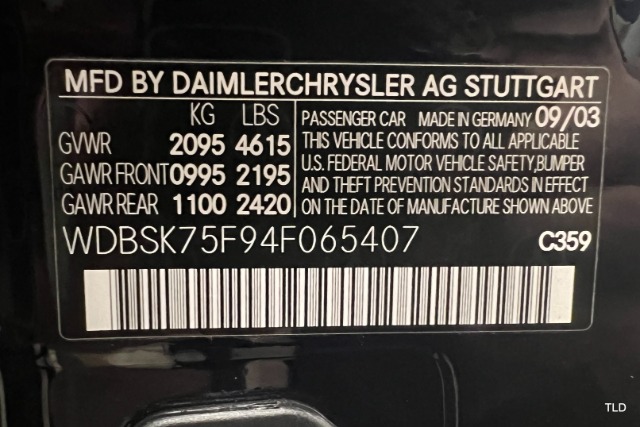 MFD BY DAIMLERCHRYSLER AG STUTTGART
KG LBS
GVWR 2095 4615
GAWR FRONT 0995 2195
GAWR REAR 1100 2420
PASSENGER CAR MADE IN GERMANY 09/03
THIS VEHICLE CONFORMS TO ALL APPLICABLE
U.S. FEDERAL MOTOR VEHICLE SAFETY, BUMPER
AND THEFT PREVENTION STANDARDS IN EFFECT
ON THE DATE OF MANUFACTURE SHOWN ABOVE
WDBSK75F94F065407 C359
TLD